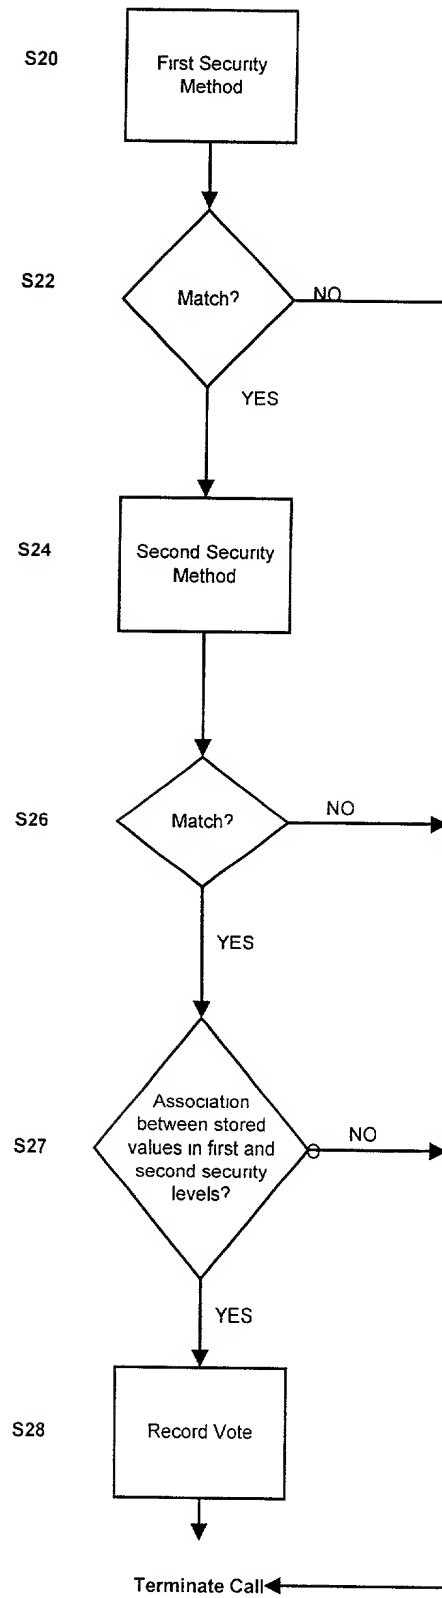 S20
First Security
Method
S22
Match?
NO
YES
S24
Second Security
Method
S26
Match?
NO
YES
S27
Association
between stored
values in first and
second security
levels?
NO
YES
S28
Record Vote
Terminate Call